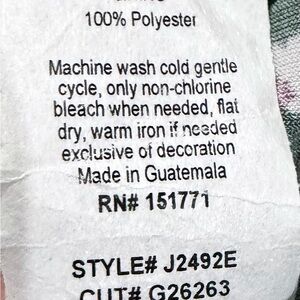 100% Polyester
Machine wash cold gentle
cycle, only non-chlorine
bleach when needed, flat
dry, warm iron if needed
exclusive of decoration
Made in Guatemala
RN# 151771
STYLE# J2492E
CUT# G26263